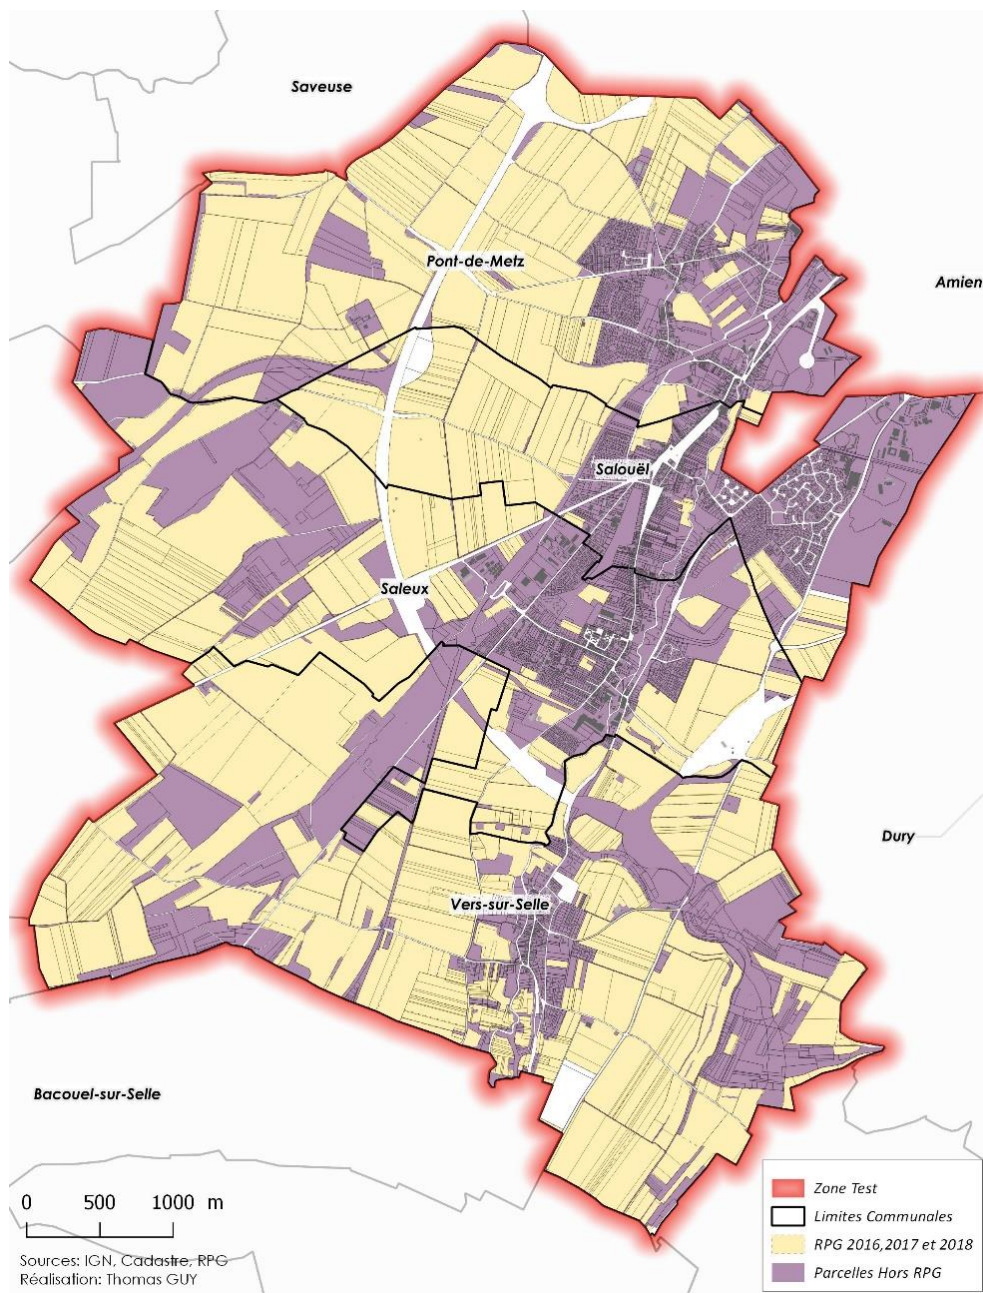 Saveuse
Pont-de-Metz
Amien
Salouël
Saleux
Dury
Vers-sur-Selle
Bacouel-sur-Selle
0 500 1000 m
Sources: IGN, Cadastre, RPG
Réalisation: Thomas GUY
Zone Test
Limites Communales
RPG 2016,2017 et 2018
Parcelles Hors RPG